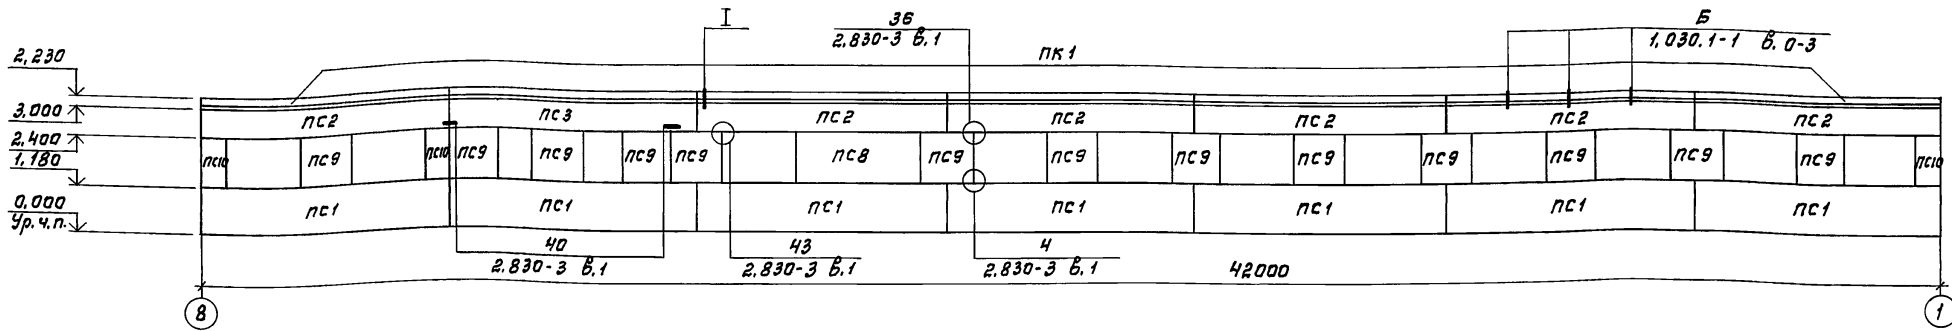 I
36
2.830-3 в.1
Б
1.030.1-1 в. 0-3
ПК1
2,230
3,000
2,400
1,180
0,000
Ур.ч.п.
ПС2 ПС3 ПС2 ПС2 ПС2 ПС2 ПС2
ПС10 ПС9 ПС10 ПС9 ПС9 ПС9 ПС9 ПС8 ПС9 ПС9 ПС9 ПС9 ПС9 ПС9 ПС9 ПС9 ПС10
ПС1 ПС1 ПС1 ПС1 ПС1 ПС1 ПС1
40
2.830-3 в.1
43
2.830-3 в.1
4
2.830-3 в.1
42000
8
1